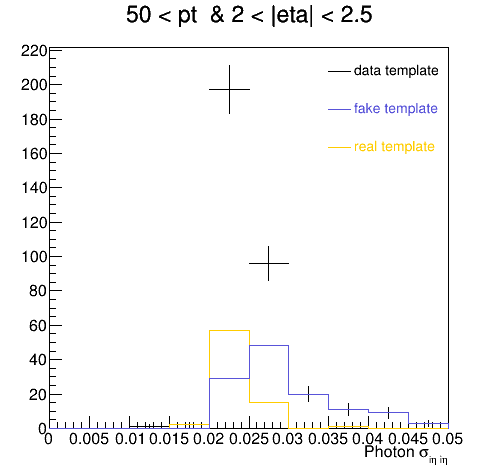 50 < pt & 2 < |eta| < 2.5
220
200
180
160
140
120
100
80
60
40
20
0
data template
fake template
real template
0 0.005 0.01 0.015 0.02 0.025 0.03 0.035 0.04 0.045 0.05
Photon σiη iη